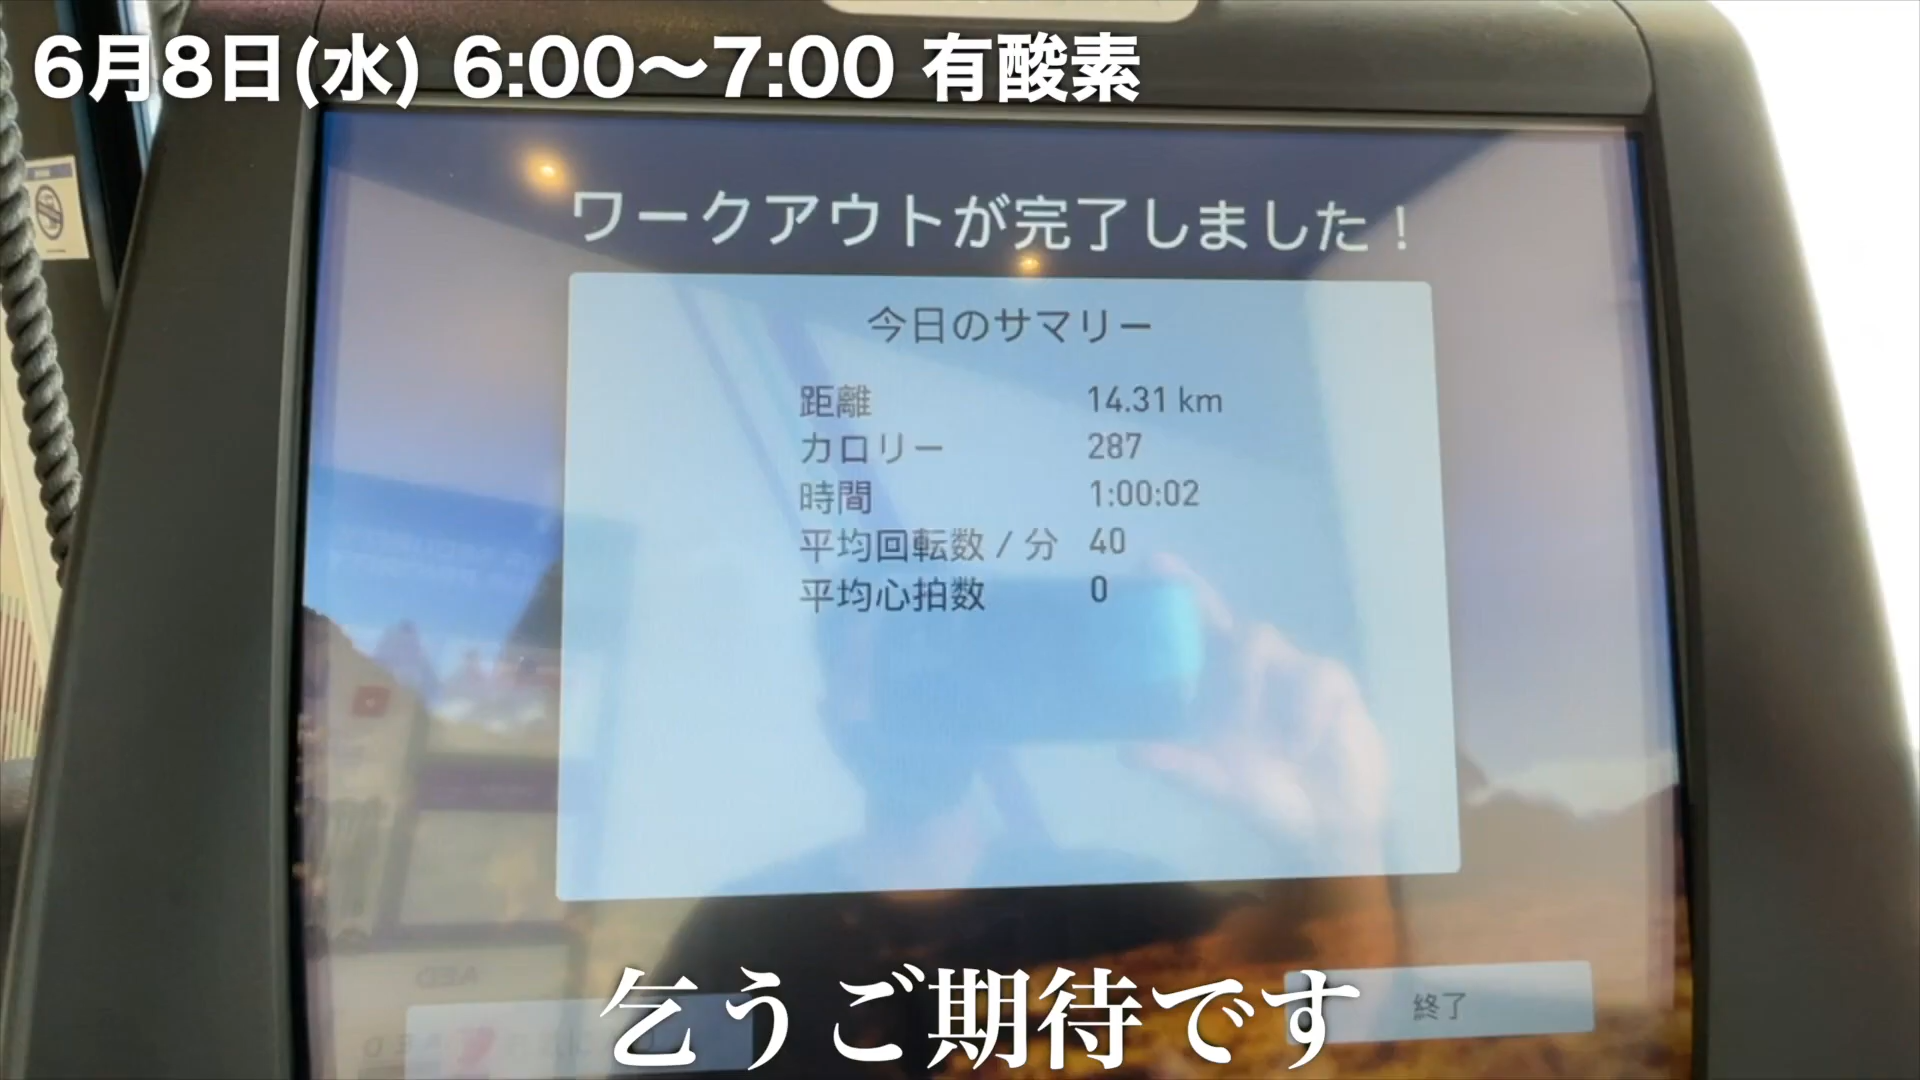 6月8日(水) 6:00〜7:00 有酸素
ワークアウトが完了しました！
今日のサマリー
距離 14.31 km
カロリー 287
時間 1:00:02
平均回転数 / 分 40
平均心拍数 0
終了
乞うご期待です